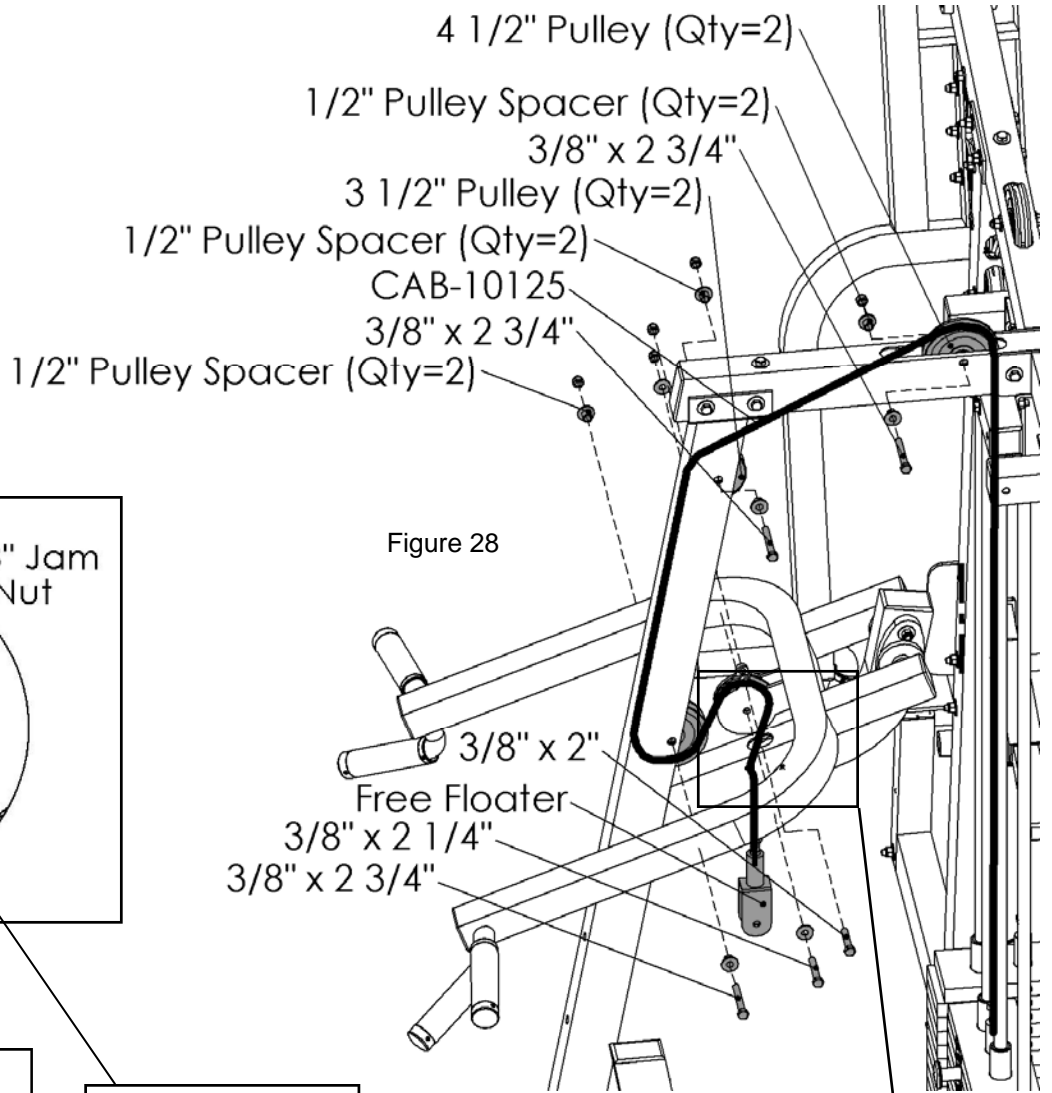 4 1/2" Pulley (Qty=2)
1/2" Pulley Spacer (Qty=2)
3/8" x 2 3/4"
3 1/2" Pulley (Qty=2)
1/2" Pulley Spacer (Qty=2)
CAB-10125
3/8" x 2 3/4"
1/2" Pulley Spacer (Qty=2)
Figure 28
" Jam
Nut
3/8" x 2"
Free Floater
3/8" x 2 1/4"
3/8" x 2 3/4"